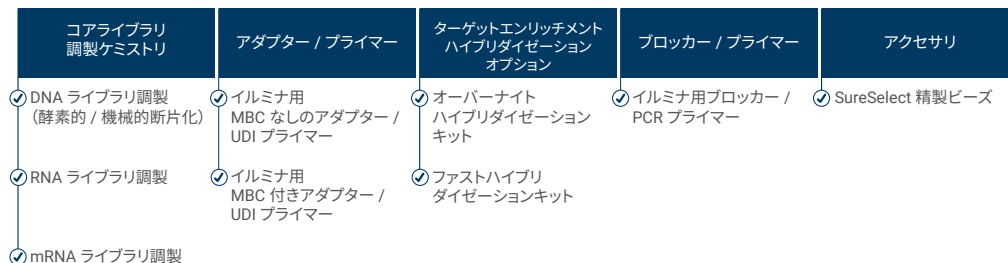 コアライブラリ
調製ケミストリ
アダプター / プライマー
ターゲットエンリッチメント
ハイブリダイゼーション
オプション
ブロッカー / プライマー
アクセサリ
DNA ライブラリ調製
（酵素的 / 機械的断片化）
RNA ライブラリ調製
mRNA ライブラリ調製
イルミナ用
MBC なしのアダプター /
UDI プライマー
イルミナ用
MBC 付きアダプター /
UDI プライマー
オーバーナイト
ハイブリダイゼーション
キット
ファストハイブリ
ダイゼーションキット
イルミナ用ブロッカー /
PCR プライマー
SureSelect 精製ビーズ